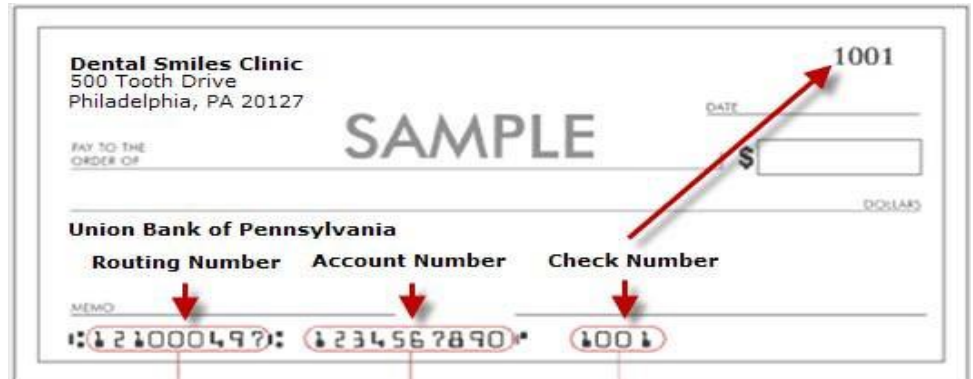 1001
Dental Smiles Clinic
500 Tooth Drive
Philadelphia, PA 20127
DATE
SAMPLE
PAY TO THE
ORDER OF
$
DOLLARS
Union Bank of Pennsylvania
Routing Number Account Number Check Number
MEMO
⑆121000497⑆ 1234567890⑈ 1001